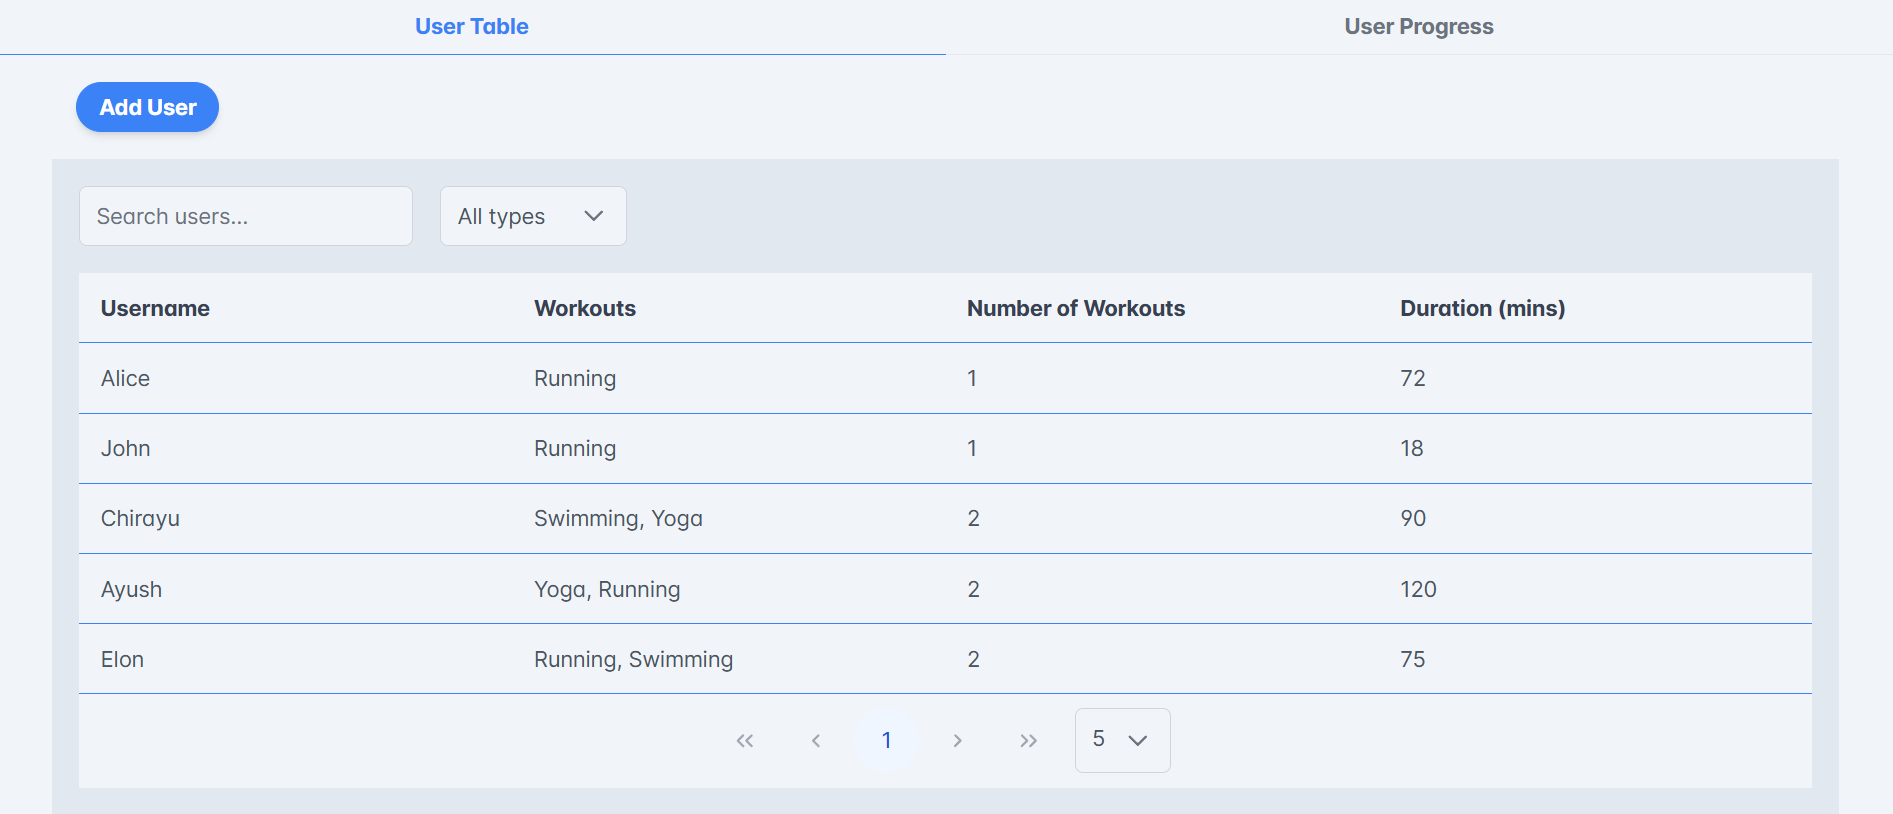 User Table User Progress
Add User
Search users... All types
Username Workouts Number of Workouts Duration (mins)
Alice Running 1 72
John Running 1 18
Chirayu Swimming, Yoga 2 90
Ayush Yoga, Running 2 120
Elon Running, Swimming 2 75
1 5